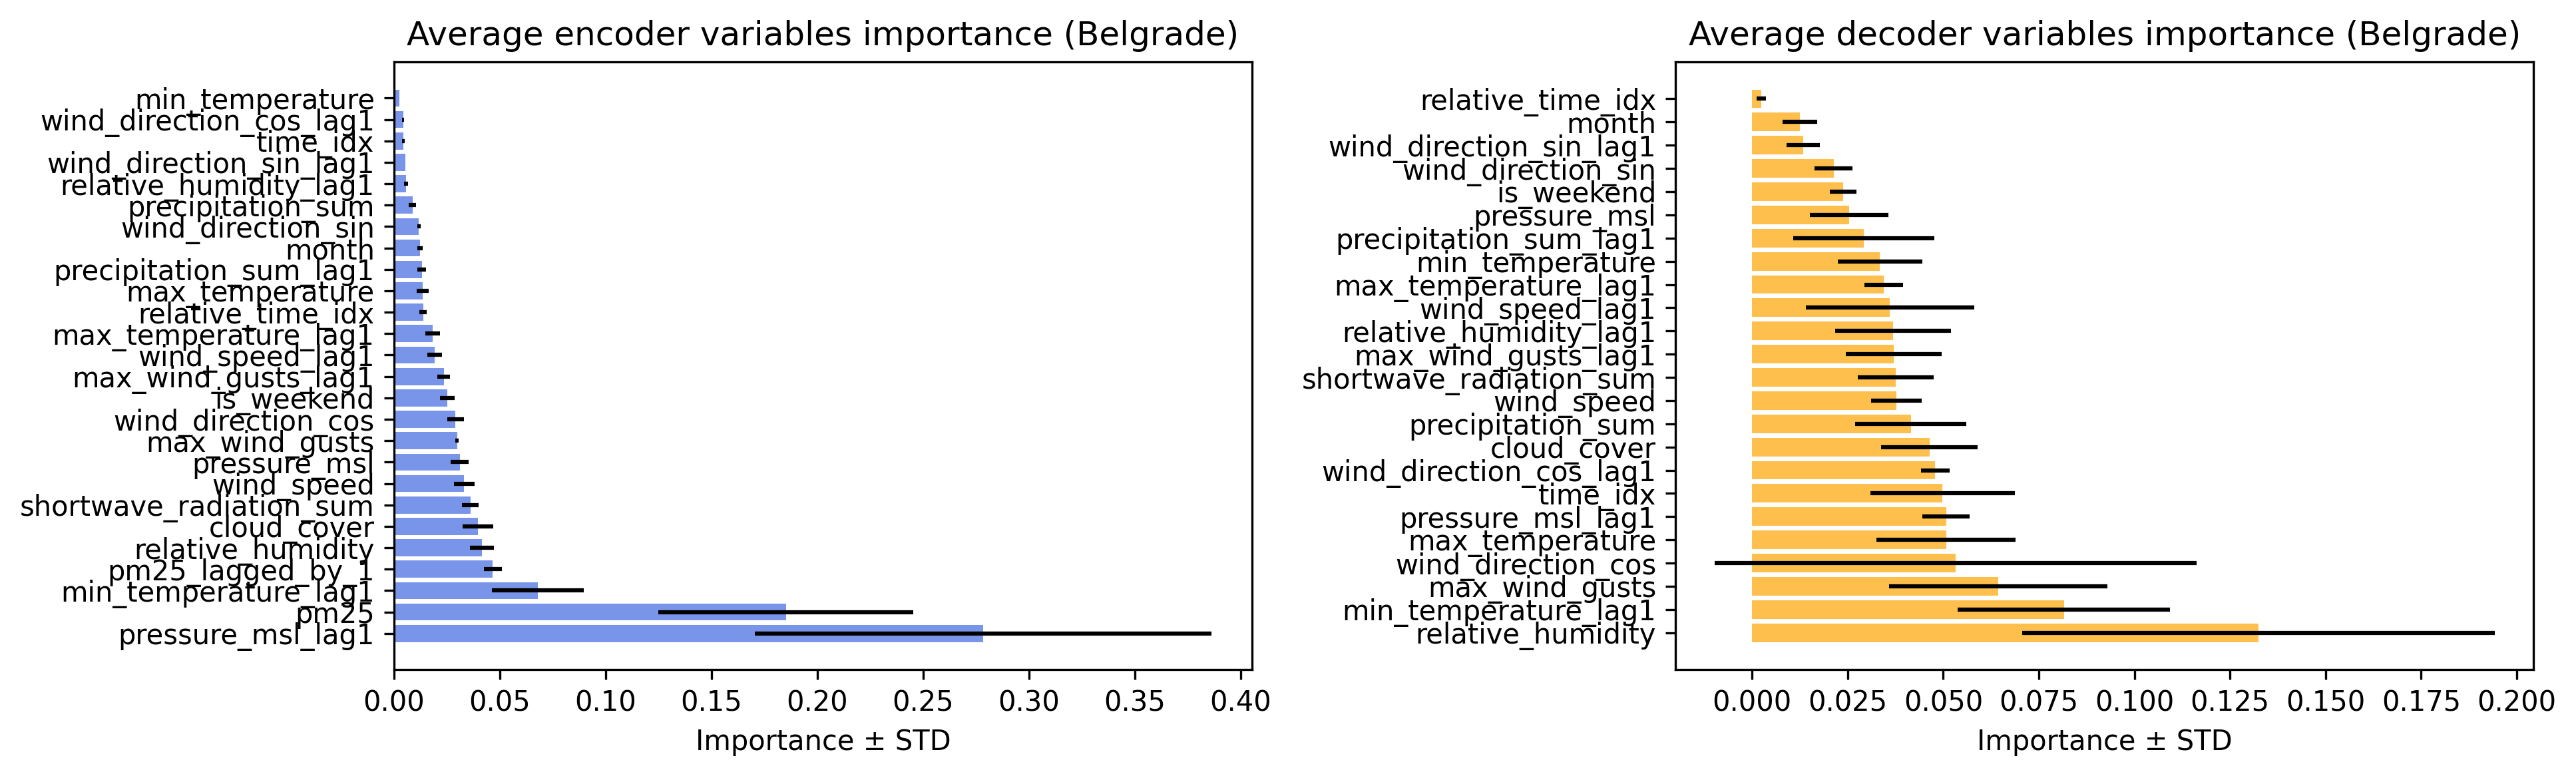 Average encoder variables importance (Belgrade)
min_temperature
wind_direction_cos_lag1
time_idx
wind_direction_sin_lag1
relative_humidity_lag1
precipitation_sum
wind_direction_sin
month
precipitation_sum_lag1
max_temperature
relative_time_idx
max_temperature_lag1
wind_speed_lag1
max_wind_gusts_lag1
is_weekend
wind_direction_cos
max_wind_gusts
pressure_msl
wind_speed
shortwave_radiation_sum
cloud_cover
relative_humidity
pm25_lagged_by_1
min_temperature_lag1
pm25
pressure_msl_lag1
0.00 0.05 0.10 0.15 0.20 0.25 0.30 0.35 0.40
Importance ± STD
Average decoder variables importance (Belgrade)
relative_time_idx
month
wind_direction_sin_lag1
wind_direction_sin
is_weekend
pressure_msl
precipitation_sum_lag1
min_temperature
max_temperature_lag1
wind_speed_lag1
relative_humidity_lag1
max_wind_gusts_lag1
shortwave_radiation_sum
wind_speed
precipitation_sum
cloud_cover
wind_direction_cos_lag1
time_idx
pressure_msl_lag1
max_temperature
wind_direction_cos
max_wind_gusts
min_temperature_lag1
relative_humidity
0.000 0.025 0.050 0.075 0.100 0.125 0.150 0.175 0.200
Importance ± STD